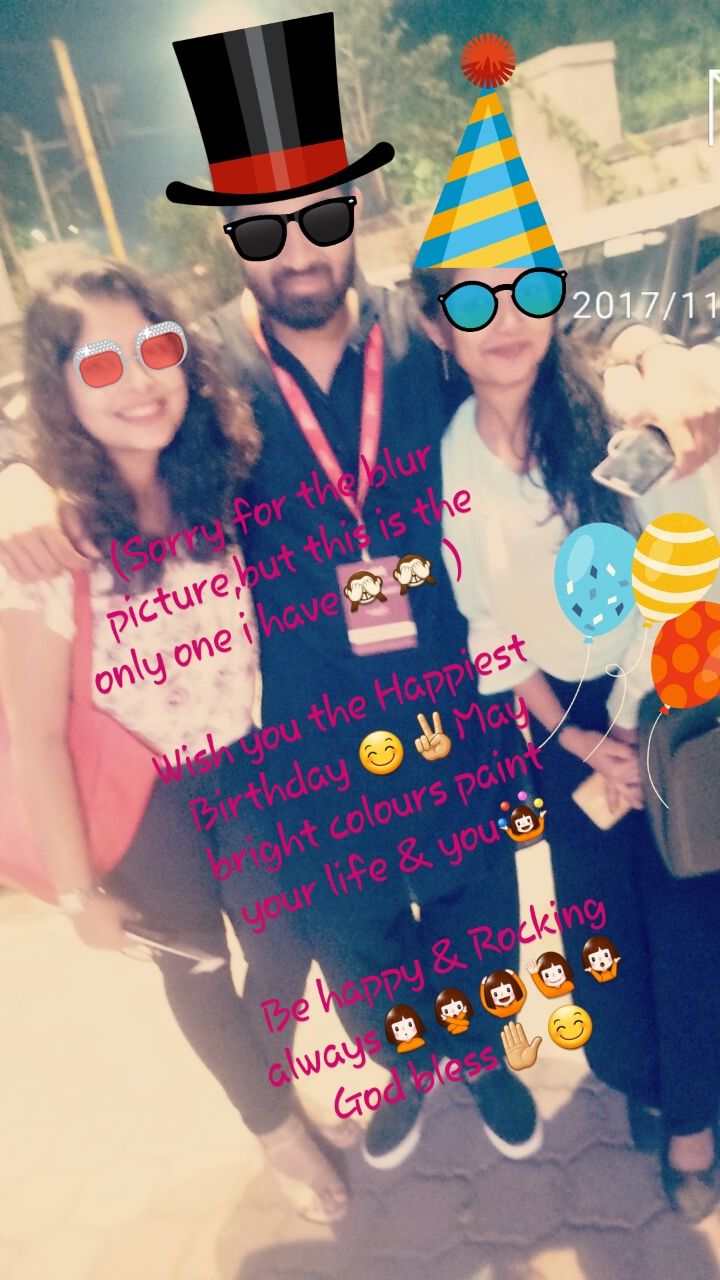 2017/11
(Sorry for the blur
picture,but this is the
only one i have🙈🙈 )
Wish you the Happiest
Birthday 😊✌May
bright colours paint
your life & you🤹
Be happy & Rocking
always🙎🙅🙆🙋🤷
God bless✋😊